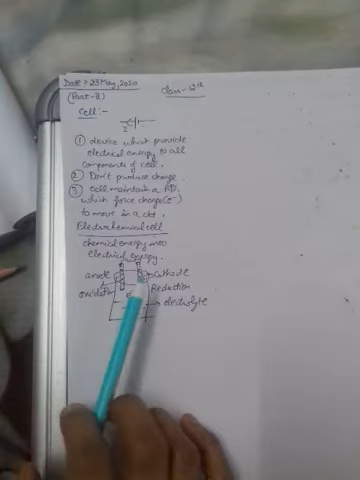 Date > 23 May, 2020
Class - 12th
(Part-B)
Cell :-
I
① device which provide
electrical energy to all
components of cell.
② Don't produce charge.
③ Cell maintain a P.D.
which force charge(e⁻)
to move in a ckt.
Electrochemical cell
chemical energy into
electrical energy.
anode
cathode
oxidation
Reduction
electrolyte